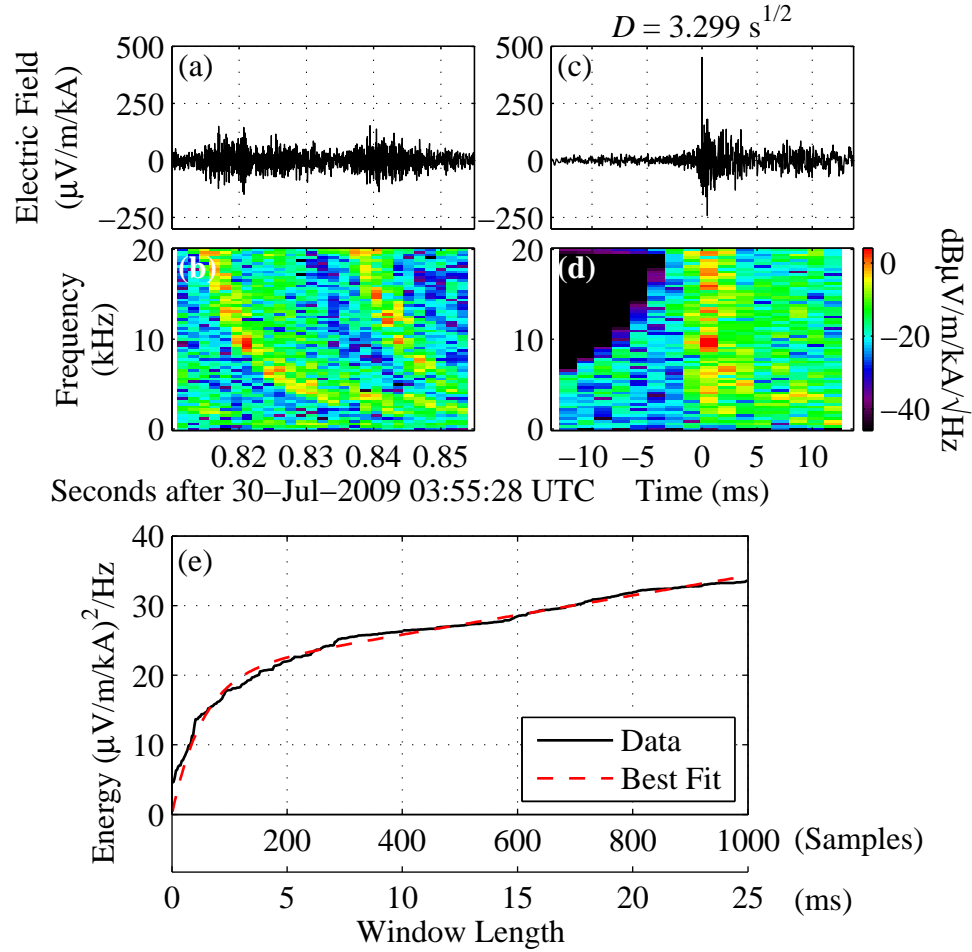 D = 3.299 s^1/2
500
250
0
−250
Electric Field
(µV/m/kA)
(a)
500
250
0
−250
(c)
20
10
0
Frequency
(kHz)
(b)
0.82 0.83 0.84 0.85
Seconds after 30−Jul−2009 03:55:28 UTC
20
10
0
(d)
−10 −5 0 5 10
Time (ms)
0
−20
−40
dBµV/m/kA/√Hz
(e)
40
30
20
10
0
Energy (µV/m/kA)^2/Hz
Data
Best Fit
200 400 600 800 1000 (Samples)
0 5 10 15 20 25 (ms)
Window Length